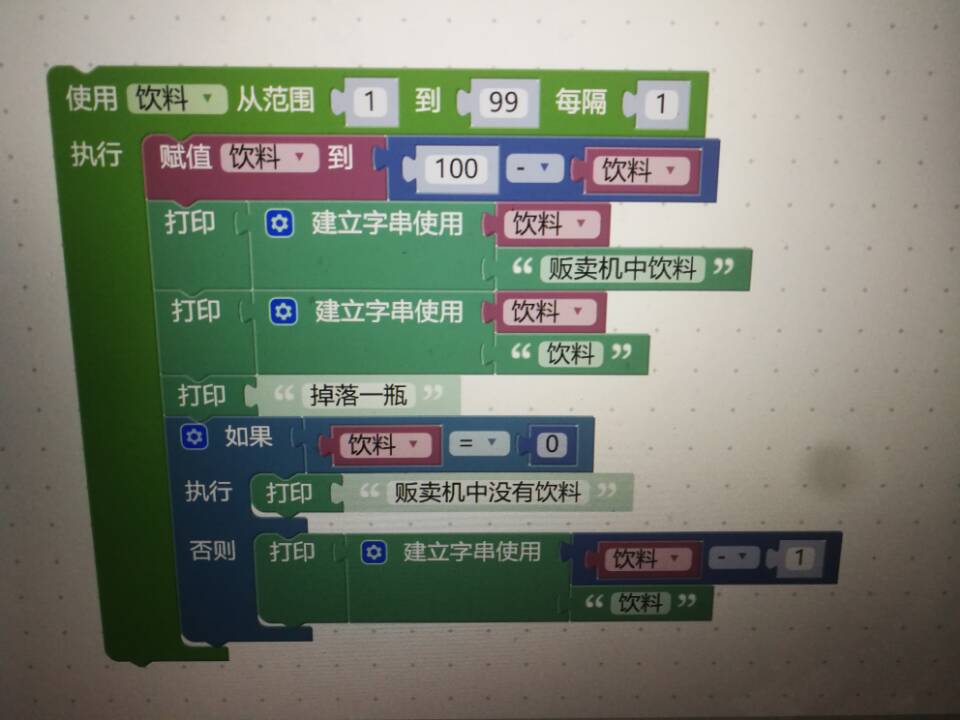 使用 饮料 从范围 1 到 99 每隔 1
执行 赋值 饮料 到 100 - 饮料
打印 建立字串使用 饮料
“ 贩卖机中饮料 ”
打印 建立字串使用 饮料
“ 饮料 ”
打印 “ 掉落一瓶 ”
如果 饮料 = 0
执行 打印 “ 贩卖机中没有饮料 ”
否则 打印 建立字串使用 饮料 - 1
“ 饮料 ”